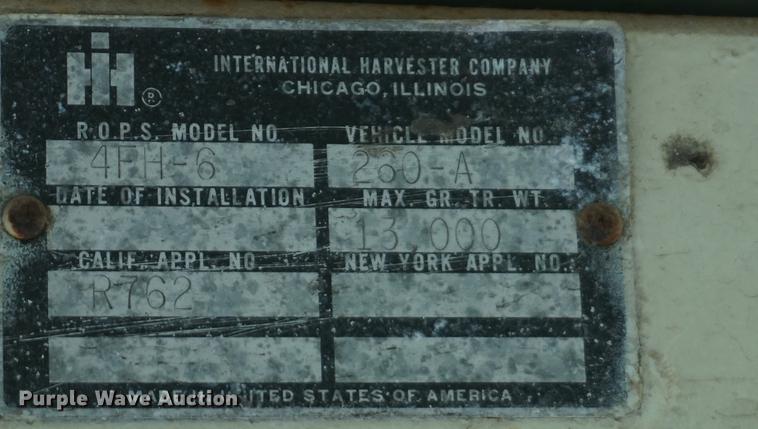 IH ®
INTERNATIONAL HARVESTER COMPANY
CHICAGO, ILLINOIS
R.O.P.S. MODEL NO. VEHICLE MODEL NO.
4FH-6 260-A
DATE OF INSTALLATION MAX. GR. TR. WT.
13,000
CALIF. APPL. NO. NEW YORK APPL. NO.
R762
MADE IN UNITED STATES OF AMERICA
Purple Wave Auction